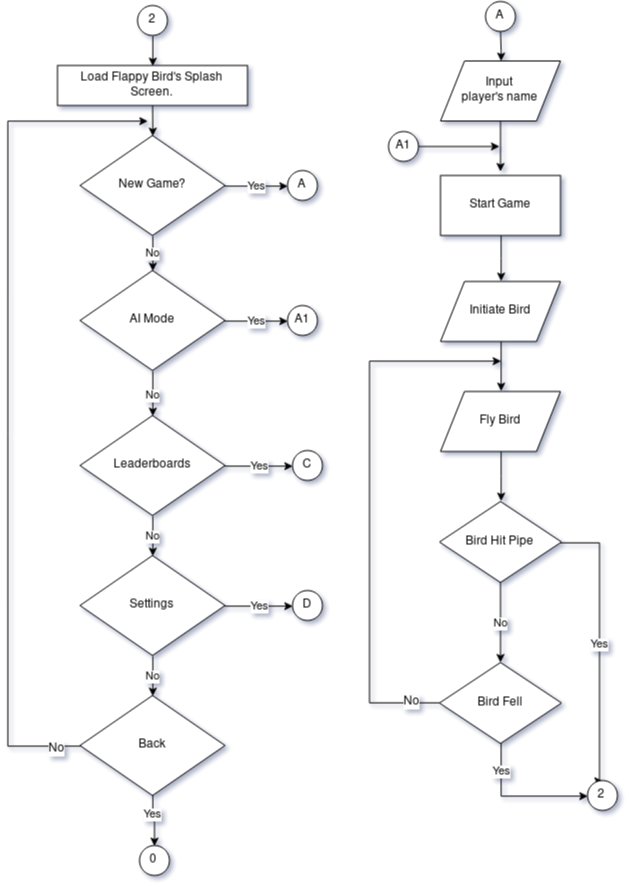 2
Load Flappy Bird's Splash
Screen.
New Game?
Yes
A
No
AI Mode
Yes
A1
No
Leaderboards
Yes
C
No
Settings
Yes
D
No
Back
No
Yes
0
A
Input
player's name
A1
Start Game
Initiate Bird
Fly Bird
Bird Hit Pipe
Yes
No
Bird Fell
No
Yes
2